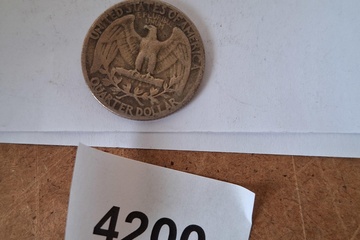 UNITED STATES OF AMERICA
QUARTER DOLLAR
4200